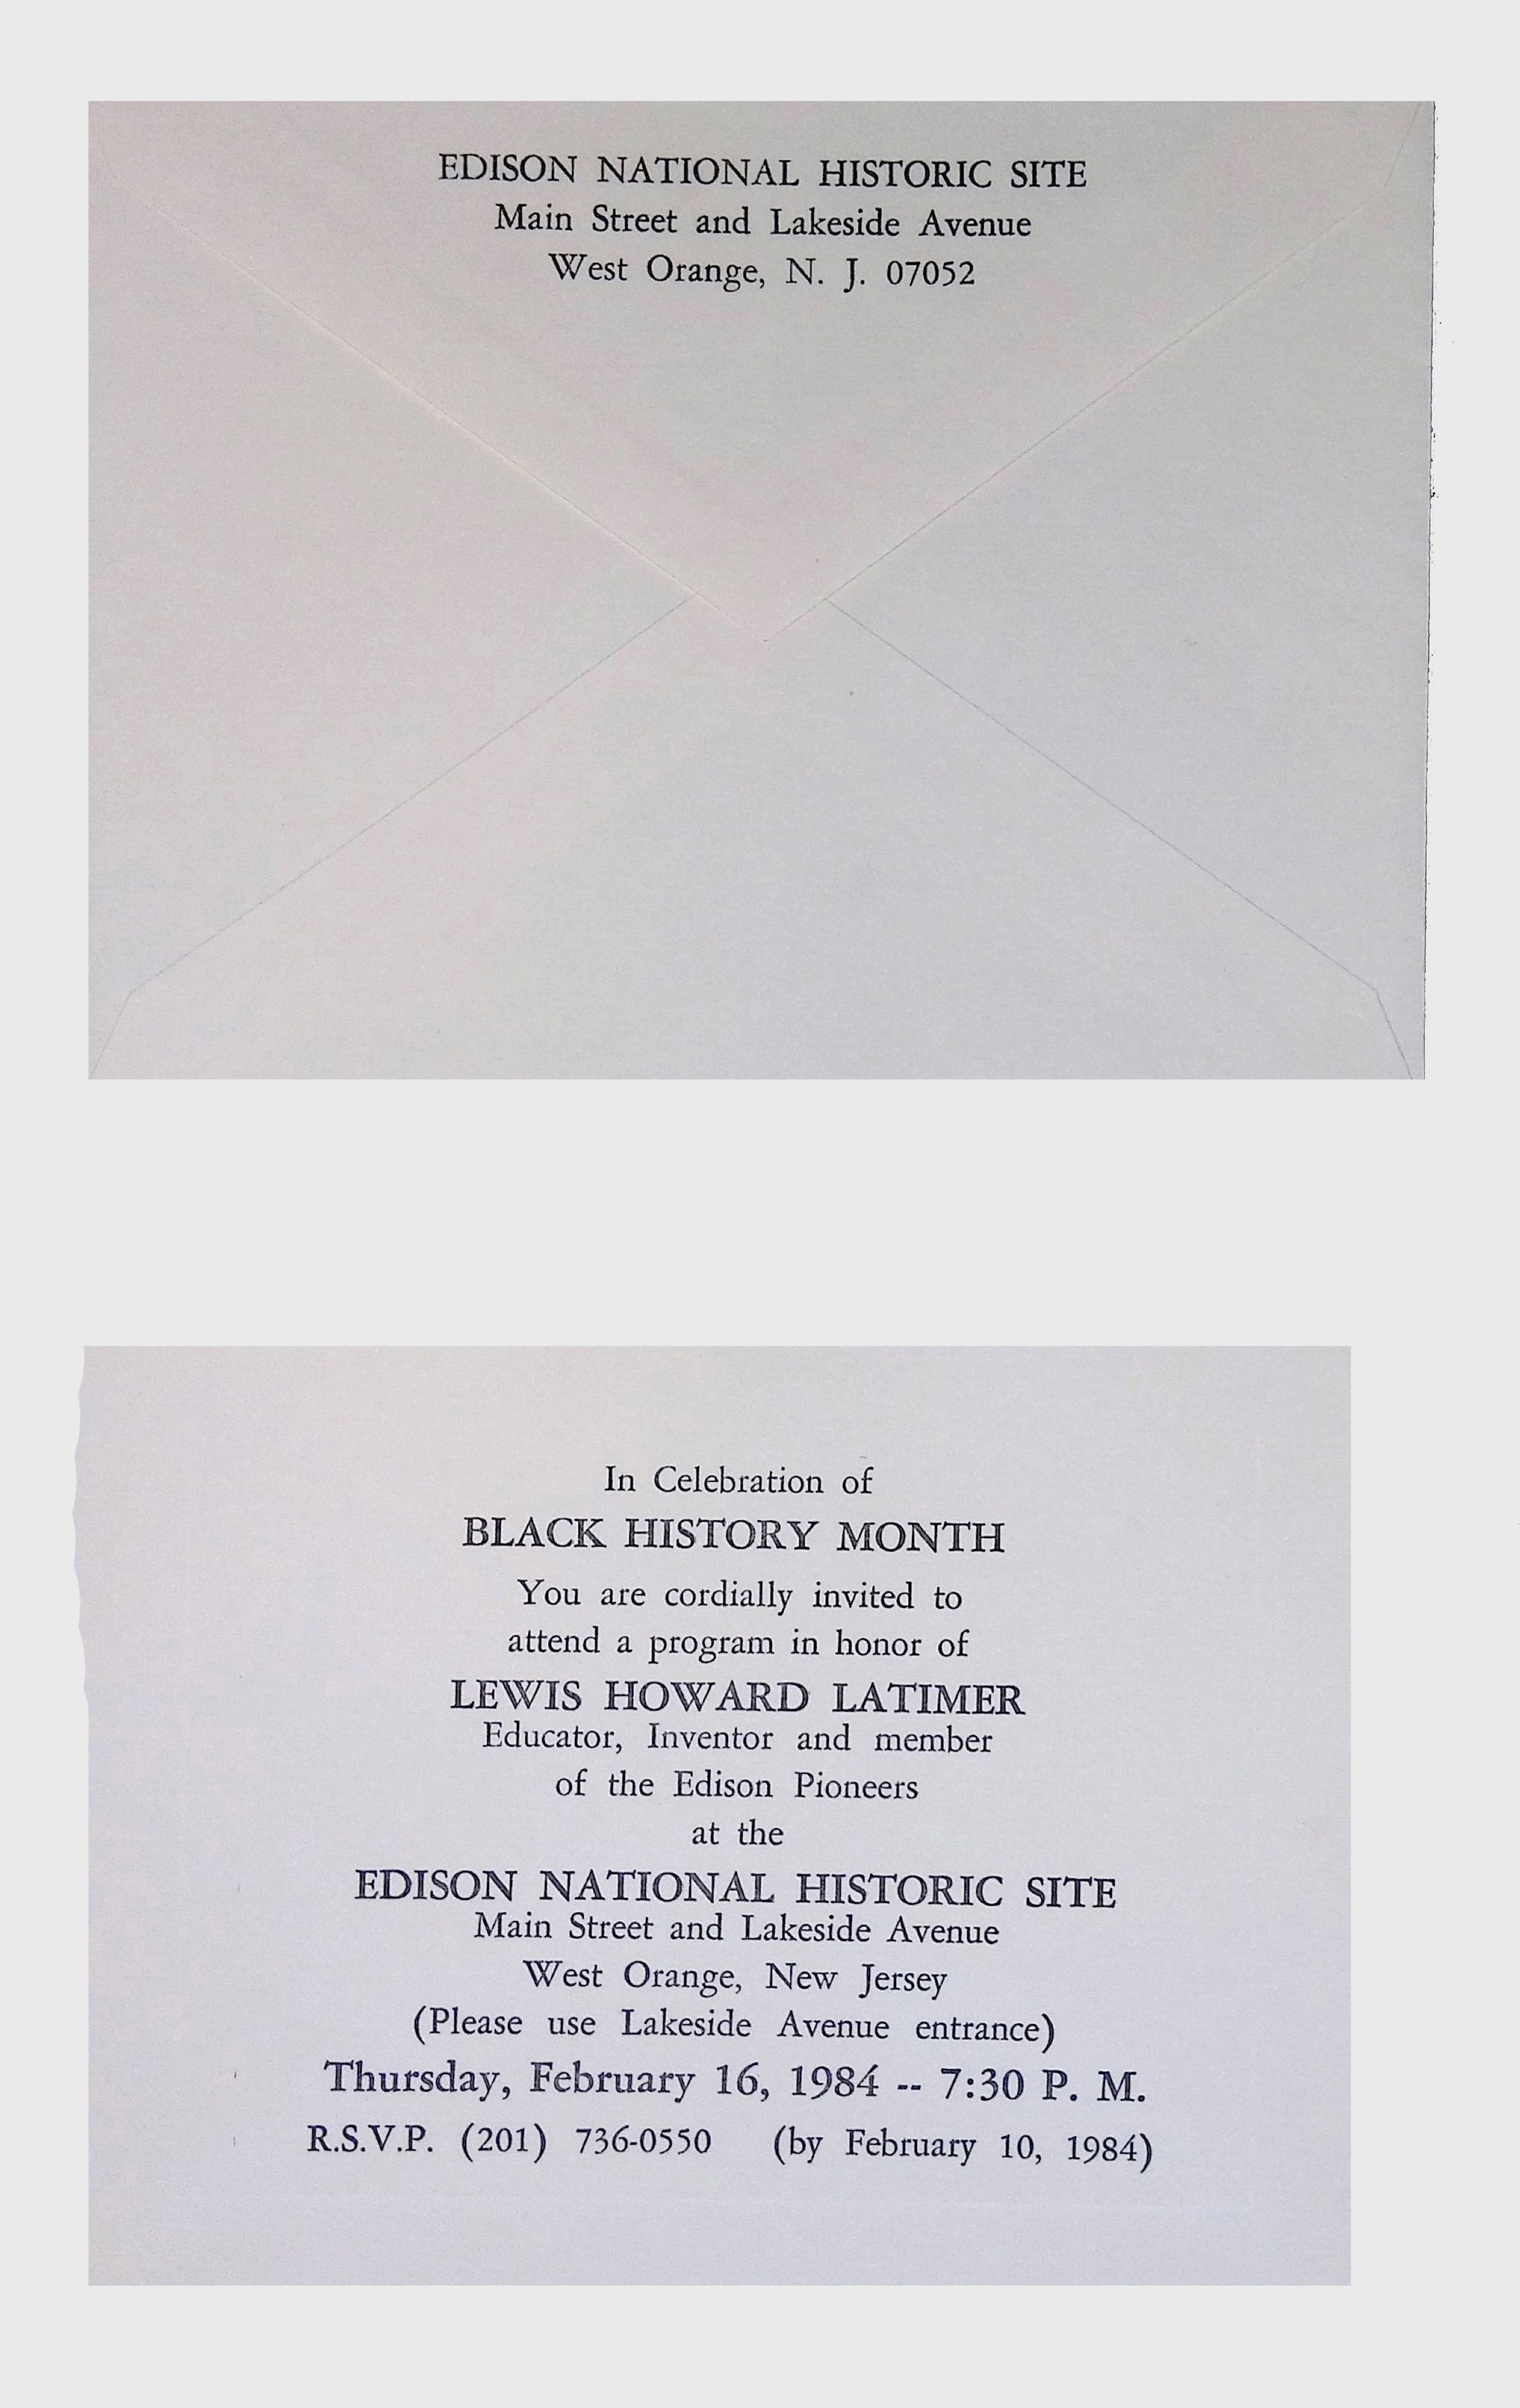 EDISON NATIONAL HISTORIC SITE
Main Street and Lakeside Avenue
West Orange, N. J. 07052
In Celebration of
BLACK HISTORY MONTH
You are cordially invited to
attend a program in honor of
LEWIS HOWARD LATIMER
Educator, Inventor and member
of the Edison Pioneers
at the
EDISON NATIONAL HISTORIC SITE
Main Street and Lakeside Avenue
West Orange, New Jersey
(Please use Lakeside Avenue entrance)
Thursday, February 16, 1984 -- 7:30 P. M.
R.S.V.P. (201) 736-0550 (by February 10, 1984)